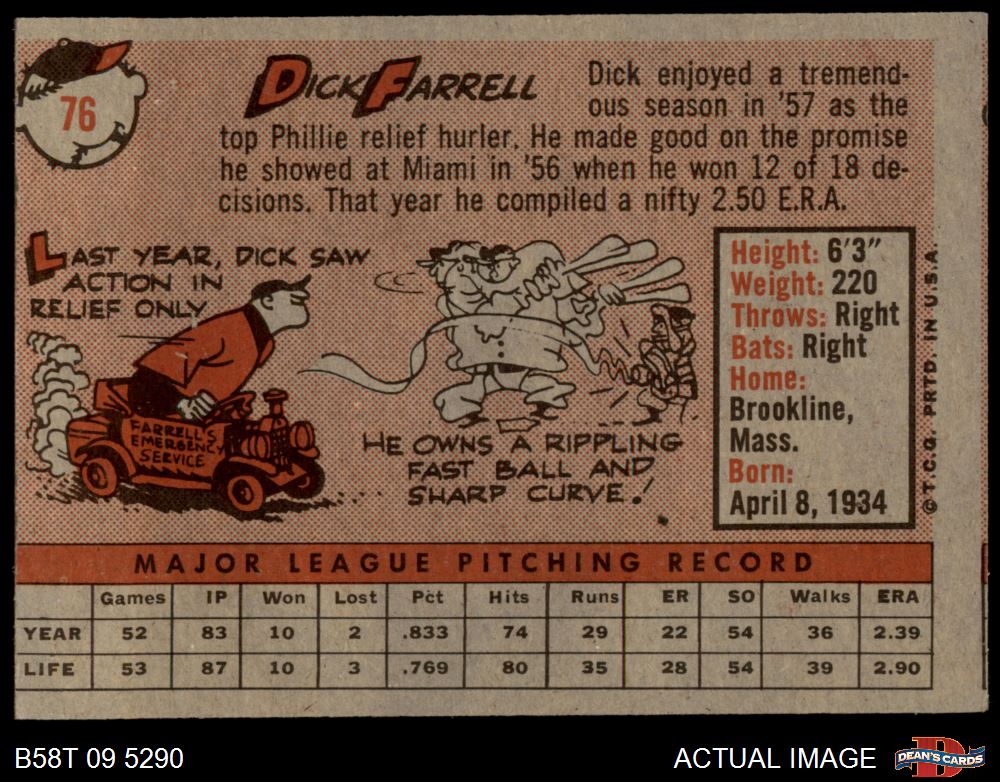 76
DICK FARRELL
Dick enjoyed a tremend-
ous season in '57 as the
top Phillie relief hurler. He made good on the promise
he showed at Miami in '56 when he won 12 of 18 de-
cisions. That year he compiled a nifty 2.50 E.R.A.
LAST YEAR, DICK SAW
ACTION IN
RELIEF ONLY
FARRELL'S
EMERGENCY
SERVICE
HE OWNS A RIPPLING
FAST BALL AND
SHARP CURVE!
Height: 6'3"
Weight: 220
Throws: Right
Bats: Right
Home:
Brookline,
Mass.
Born:
April 8, 1934
© T.C.G. PRTD. IN U.S.A.
MAJOR LEAGUE PITCHING RECORD
Games IP Won Lost Pct Hits Runs ER SO Walks ERA
YEAR 52 83 10 2 .833 74 29 22 54 36 2.39
LIFE 53 87 10 3 .769 80 35 28 54 39 2.90
B58T 09 5290
ACTUAL IMAGE
D
DEAN'S CARDS